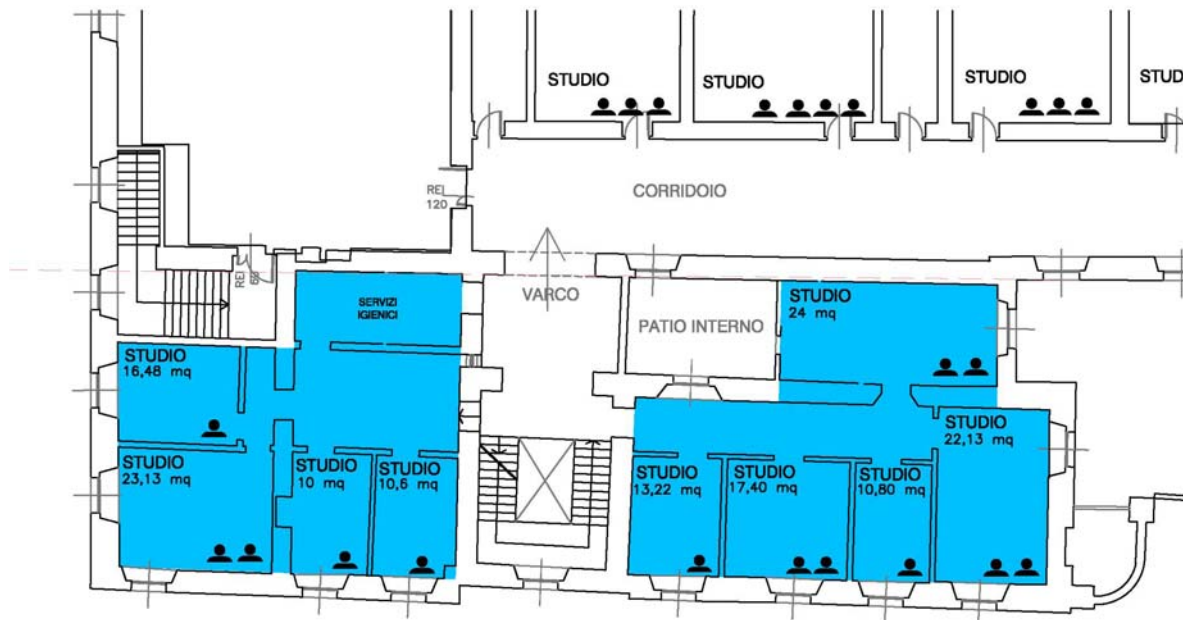 STUDIO
STUDIO
STUDIO
STUD
REI
120
CORRIDOIO
REI
60
SERVIZI
IGIENICI
VARCO
PATIO INTERNO
STUDIO
24 mq
STUDIO
16,48 mq
STUDIO
23,13 mq
STUDIO
10 mq
STUDIO
10,6 mq
STUDIO
13,22 mq
STUDIO
17,40 mq
STUDIO
10,80 mq
STUDIO
22,13 mq